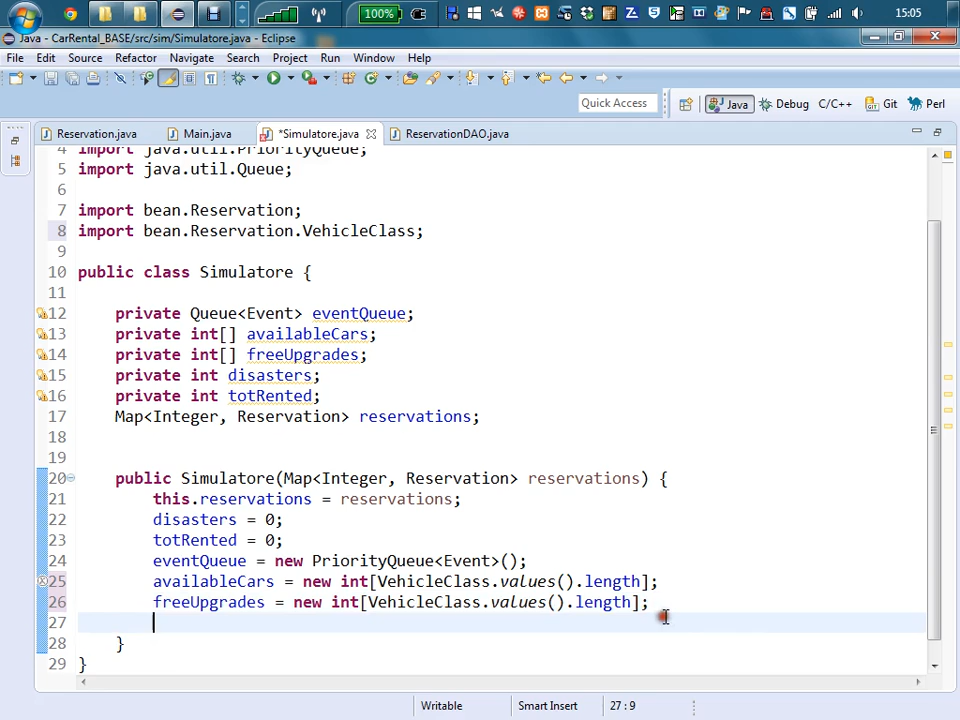 100%
15:05
Java - CarRental_BASE/src/sim/Simulatore.java - Eclipse
File Edit Source Refactor Navigate Search Project Run Window Help
Quick Access
Java Debug C/C++ Git Perl
Reservation.java Main.java *Simulatore.java ReservationDAO.java
4 import java.util.PriorityQueue;
5 import java.util.Queue;
6
7 import bean.Reservation;
8 import bean.Reservation.VehicleClass;
9
10 public class Simulatore {
11
12 private Queue<Event> eventQueue;
13 private int[] availableCars;
14 private int[] freeUpgrades;
15 private int disasters;
16 private int totRented;
17 Map<Integer, Reservation> reservations;
18
19
20 public Simulatore(Map<Integer, Reservation> reservations) {
21 this.reservations = reservations;
22 disasters = 0;
23 totRented = 0;
24 eventQueue = new PriorityQueue<Event>();
25 availableCars = new int[VehicleClass.values().length];
26 freeUpgrades = new int[VehicleClass.values().length];
27
28 }
29 }
Writable Smart Insert 27 : 9